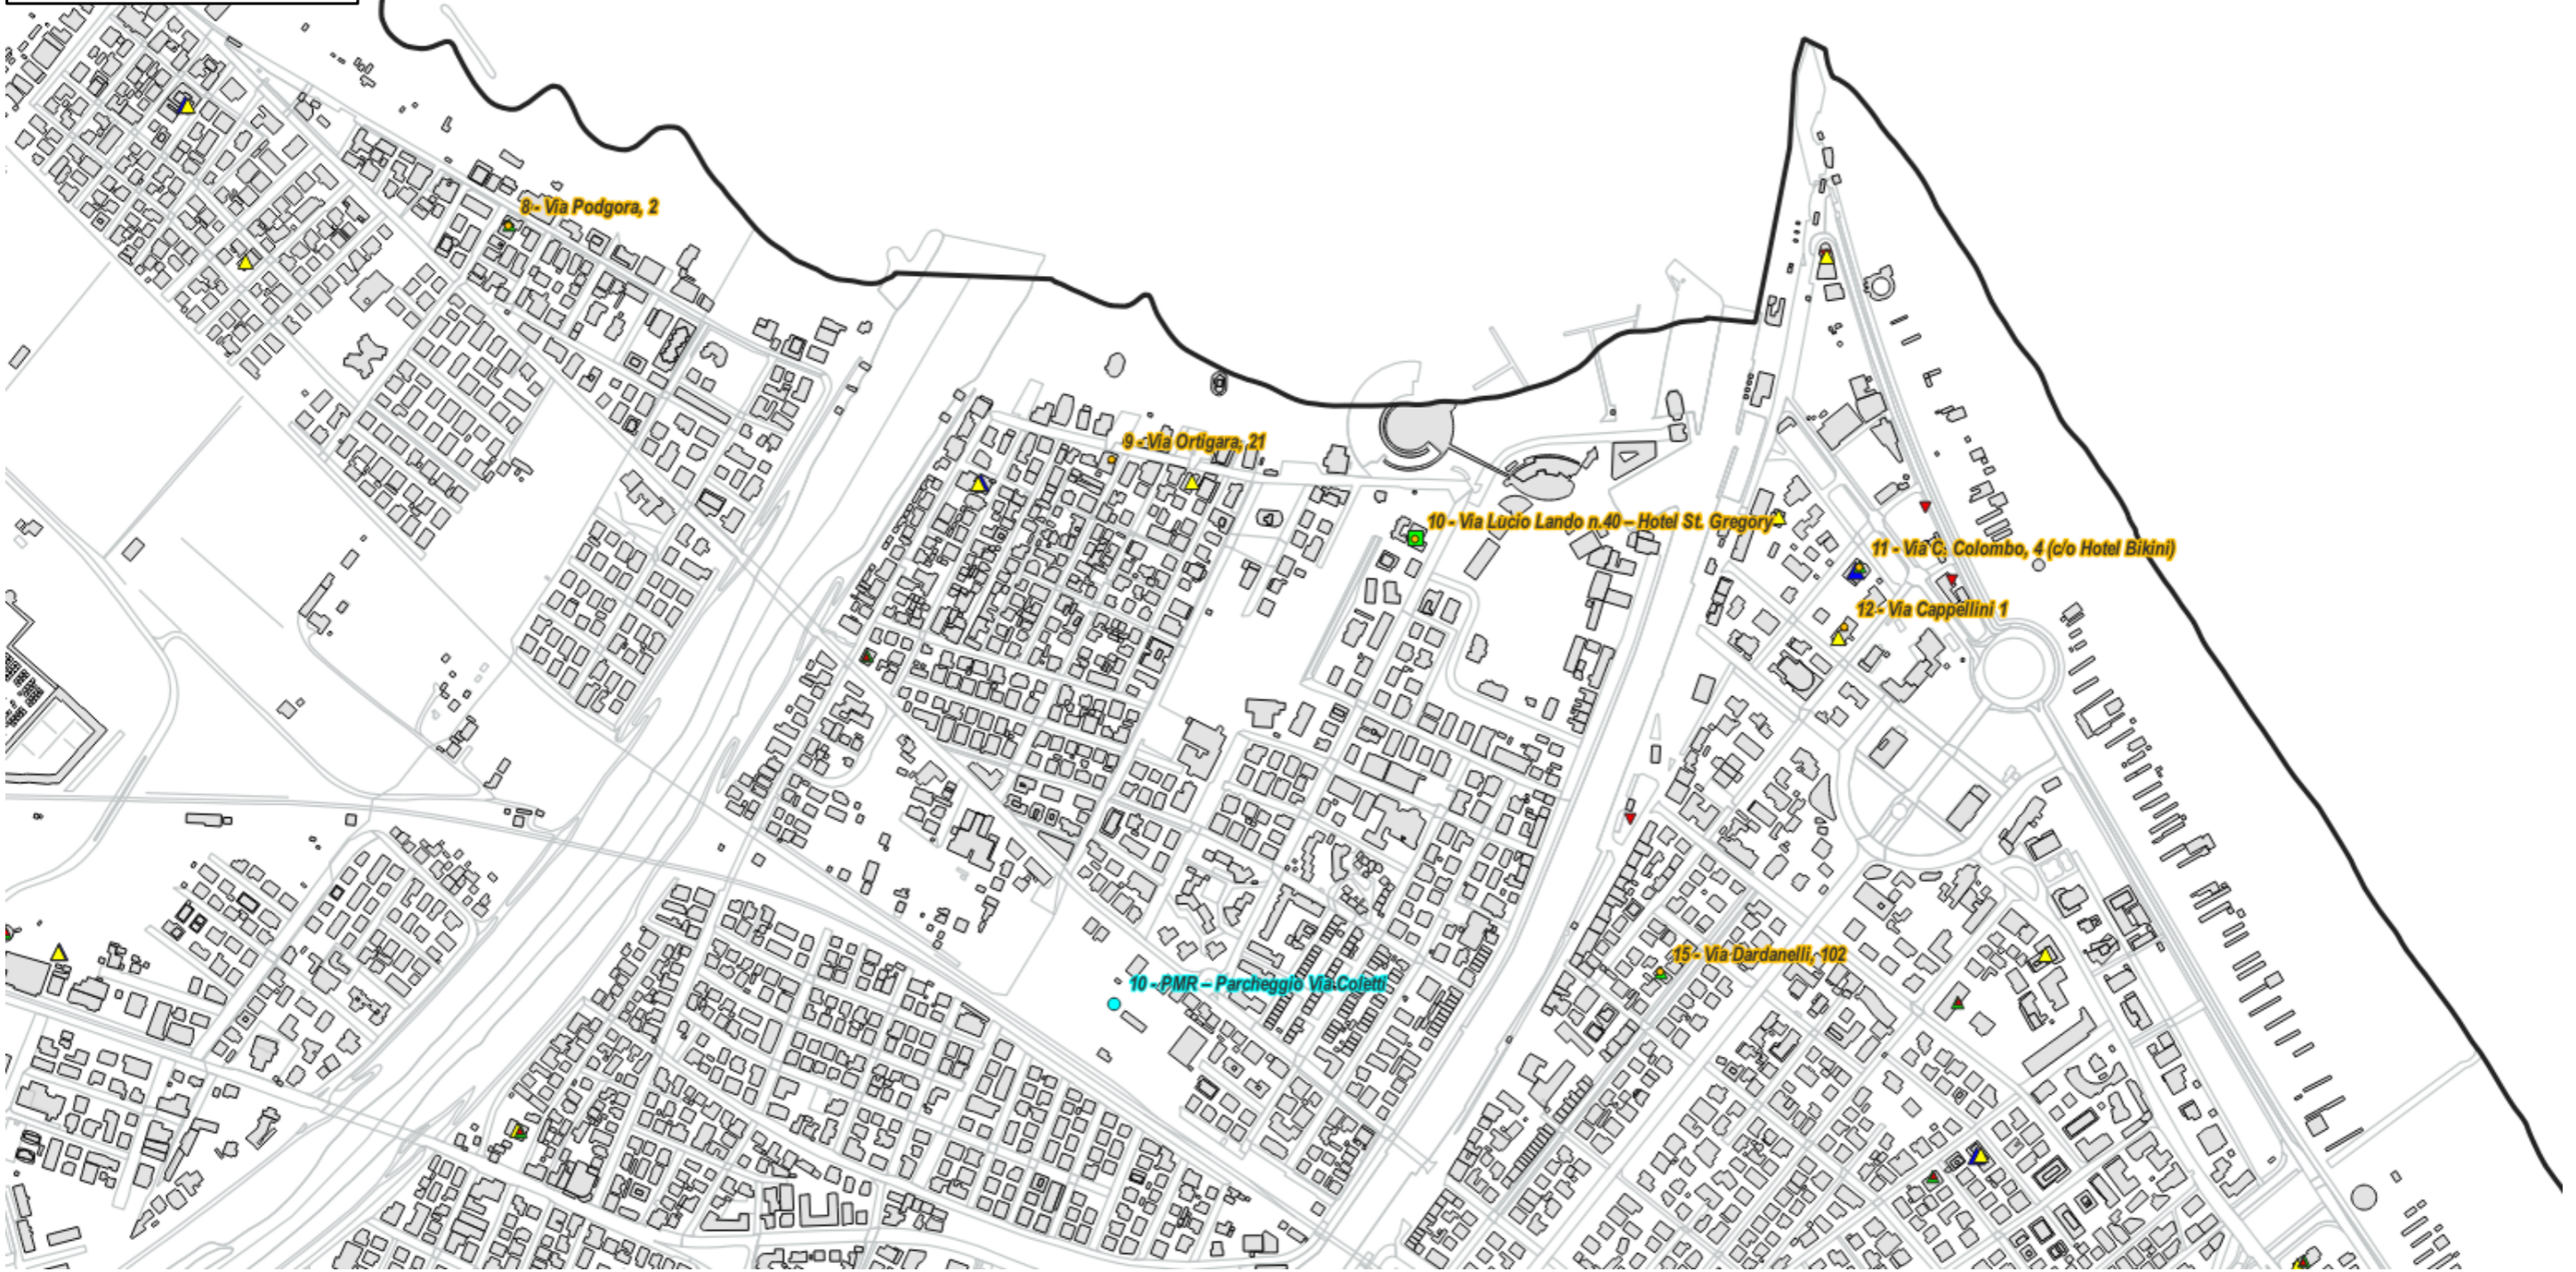 8 - Via Podgora, 2
9 - Via Ortigara, 21
10 - Via Lucio Lando n.40 – Hotel St. Gregory
11 - Via C. Colombo, 4 (c/o Hotel Bikini)
12 - Via Cappellini 1
15 - Via Dardanelli, 102
10 - PMR – Parcheggio Via Coletti